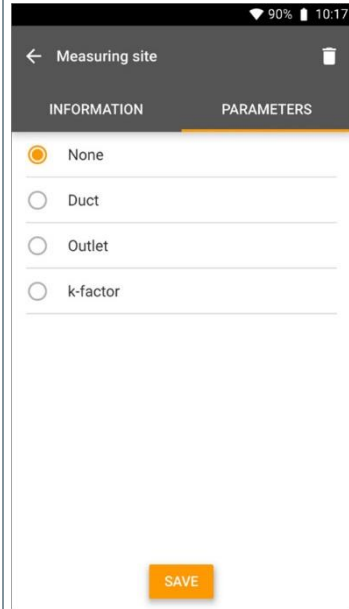 90% 10:17
Measuring site
INFORMATION PARAMETERS
None
Duct
Outlet
k-factor
SAVE